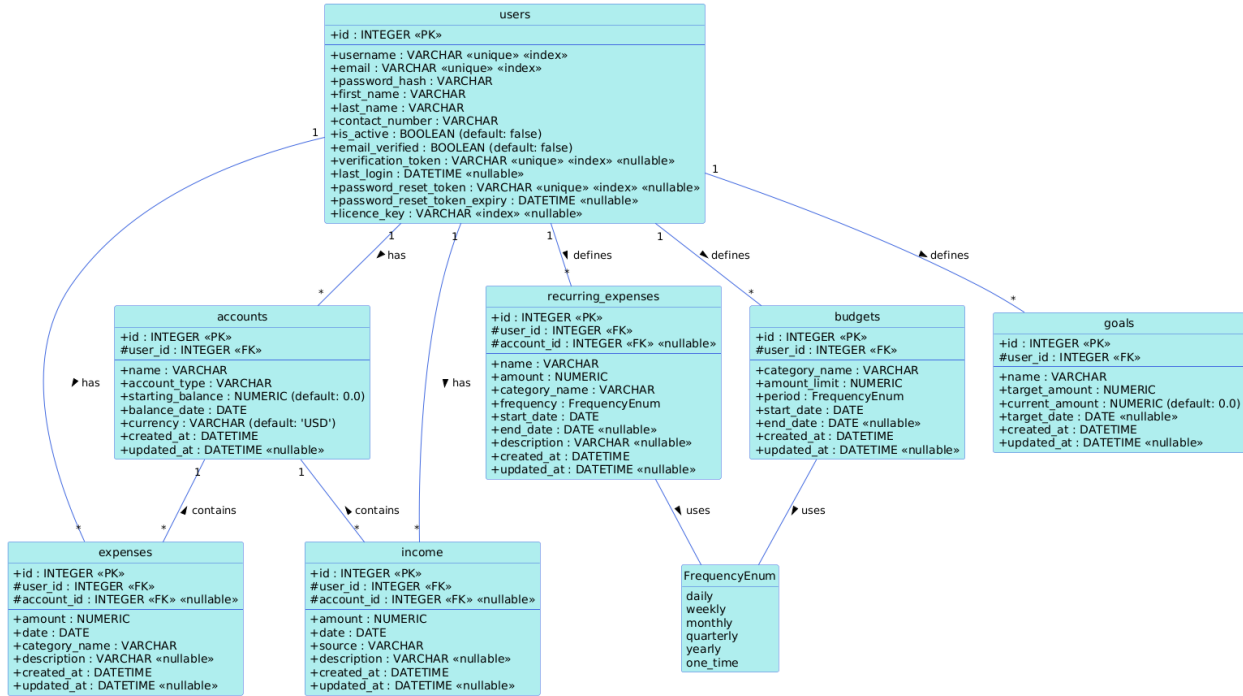 users
+id : INTEGER «PK»
+username : VARCHAR «unique» «index»
+email : VARCHAR «unique» «index»
+password_hash : VARCHAR
+first_name : VARCHAR
+last_name : VARCHAR
+contact_number : VARCHAR
+is_active : BOOLEAN (default: false)
+email_verified : BOOLEAN (default: false)
+verification_token : VARCHAR «unique» «index» «nullable»
+last_login : DATETIME «nullable»
+password_reset_token : VARCHAR «unique» «index» «nullable»
+password_reset_token_expiry : DATETIME «nullable»
+licence_key : VARCHAR «index» «nullable»
1
1
1
1
1
1
has
defines
defines
defines
*
*
*
*
accounts
+id : INTEGER «PK»
#user_id : INTEGER «FK»
+name : VARCHAR
+account_type : VARCHAR
+starting_balance : NUMERIC (default: 0.0)
+balance_date : DATE
+currency : VARCHAR (default: 'USD')
+created_at : DATETIME
+updated_at : DATETIME «nullable»
recurring_expenses
+id : INTEGER «PK»
#user_id : INTEGER «FK»
#account_id : INTEGER «FK» «nullable»
+name : VARCHAR
+amount : NUMERIC
+category_name : VARCHAR
+frequency : FrequencyEnum
+start_date : DATE
+end_date : DATE «nullable»
+description : VARCHAR «nullable»
+created_at : DATETIME
+updated_at : DATETIME «nullable»
budgets
+id : INTEGER «PK»
#user_id : INTEGER «FK»
+category_name : VARCHAR
+amount_limit : NUMERIC
+period : FrequencyEnum
+start_date : DATE
+end_date : DATE «nullable»
+created_at : DATETIME
+updated_at : DATETIME «nullable»
goals
+id : INTEGER «PK»
#user_id : INTEGER «FK»
+name : VARCHAR
+target_amount : NUMERIC
+current_amount : NUMERIC (default: 0.0)
+target_date : DATE «nullable»
+created_at : DATETIME
+updated_at : DATETIME «nullable»
has
has
1
1
contains
contains
uses
uses
*
*
*
*
expenses
+id : INTEGER «PK»
#user_id : INTEGER «FK»
#account_id : INTEGER «FK» «nullable»
+amount : NUMERIC
+date : DATE
+category_name : VARCHAR
+description : VARCHAR «nullable»
+created_at : DATETIME
+updated_at : DATETIME «nullable»
income
+id : INTEGER «PK»
#user_id : INTEGER «FK»
#account_id : INTEGER «FK» «nullable»
+amount : NUMERIC
+date : DATE
+source : VARCHAR
+description : VARCHAR «nullable»
+created_at : DATETIME
+updated_at : DATETIME «nullable»
FrequencyEnum
daily
weekly
monthly
quarterly
yearly
one_time